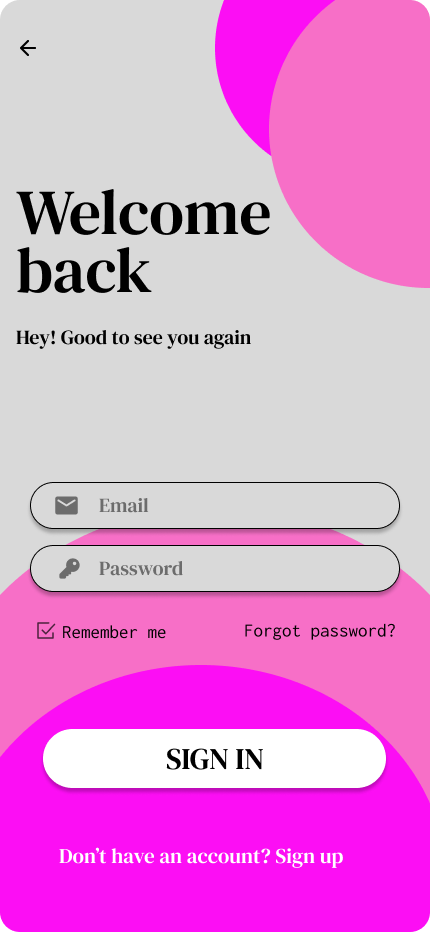 Welcome
back
Hey! Good to see you again
Email
Password
Remember me
Forgot password?
SIGN IN
Don’t have an account? Sign up